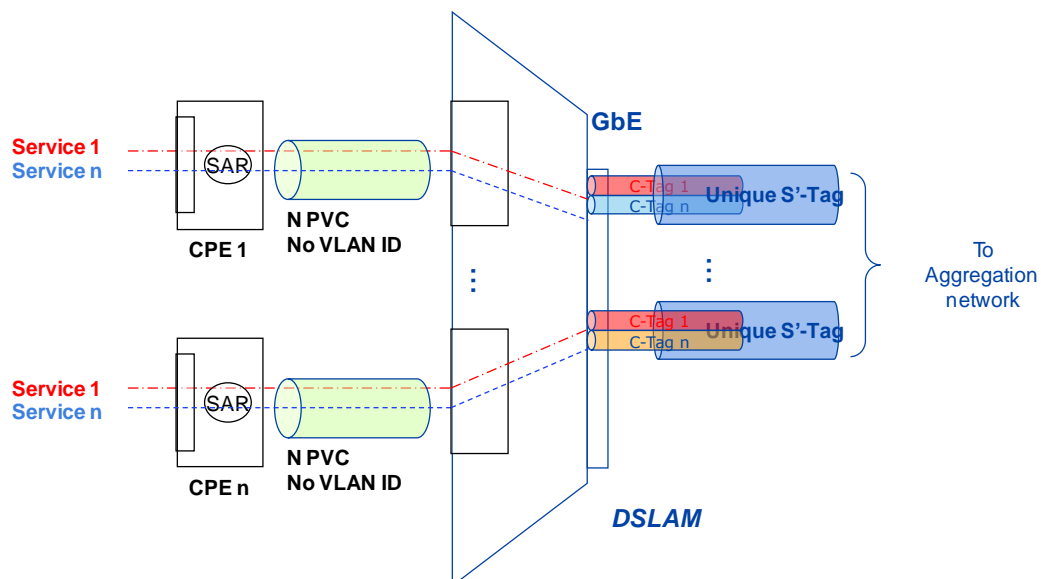 GbE
Service 1
Service n
SAR
C-Tag 1
C-Tag n
Unique S'-Tag
N PVC
No VLAN ID
CPE 1
...
...
To
Aggregation
network
C-Tag 1
C-Tag n
Unique S'-Tag
Service 1
Service n
SAR
N PVC
No VLAN ID
CPE n
DSLAM